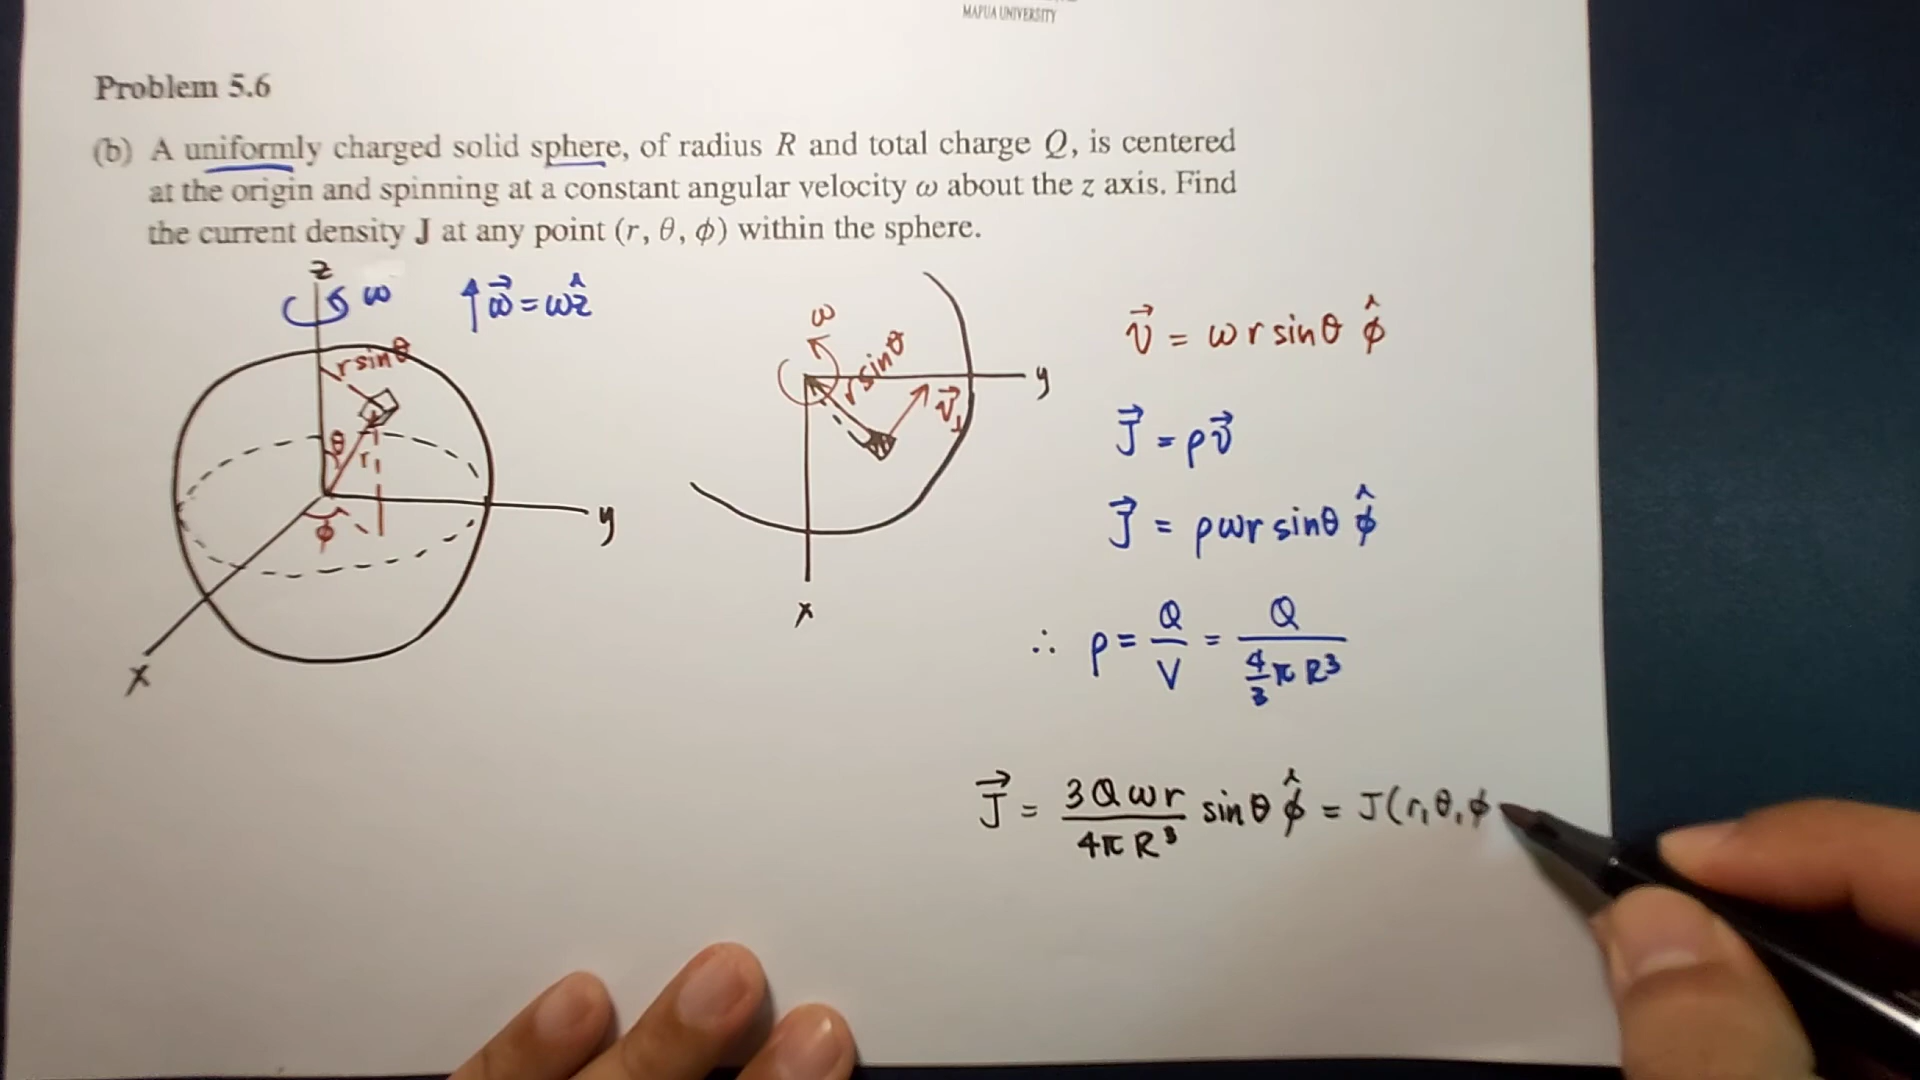 MAPUA UNIVERSITY
Problem 5.6
(b) A uniformly charged solid sphere, of radius R and total charge Q, is centered
at the origin and spinning at a constant angular velocity ω about the z axis. Find
the current density J at any point (r, θ, ϕ) within the sphere.
z
ω
ω⃗ = ωẑ
r sinθ
θ
r
ϕ
y
x
ω
r sinθ
v⃗⊥
y
x
v⃗ = ω r sinθ ϕ̂
J⃗ = ρv⃗
J⃗ = ρωr sinθ ϕ̂
∴ ρ = Q/V = Q/(4/3 π R³)
J⃗ = 3Qωr/4πR³ sinθ ϕ̂ = J(r, θ, ϕ